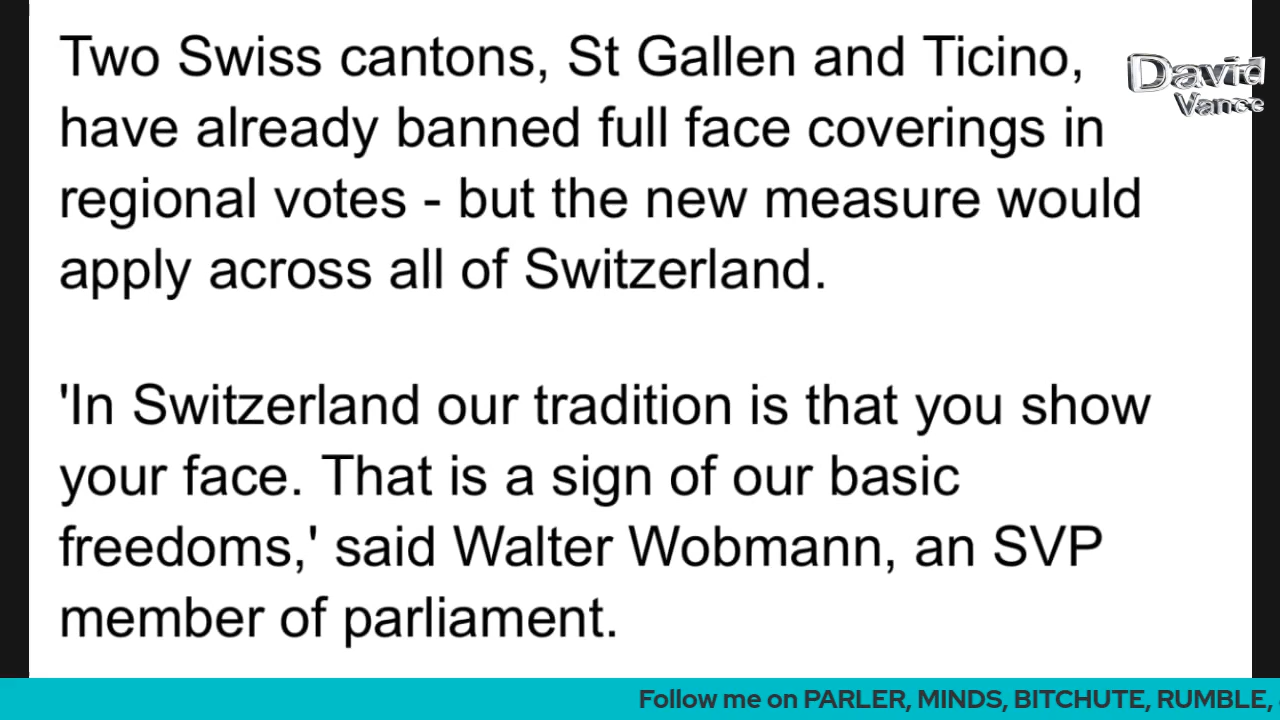 Two Swiss cantons, St Gallen and Ticino,
have already banned full face coverings in
regional votes - but the new measure would
apply across all of Switzerland.
'In Switzerland our tradition is that you show
your face. That is a sign of our basic
freedoms,' said Walter Wobmann, an SVP
member of parliament.
David
Vance
Follow me on PARLER, MINDS, BITCHUTE, RUMBLE,